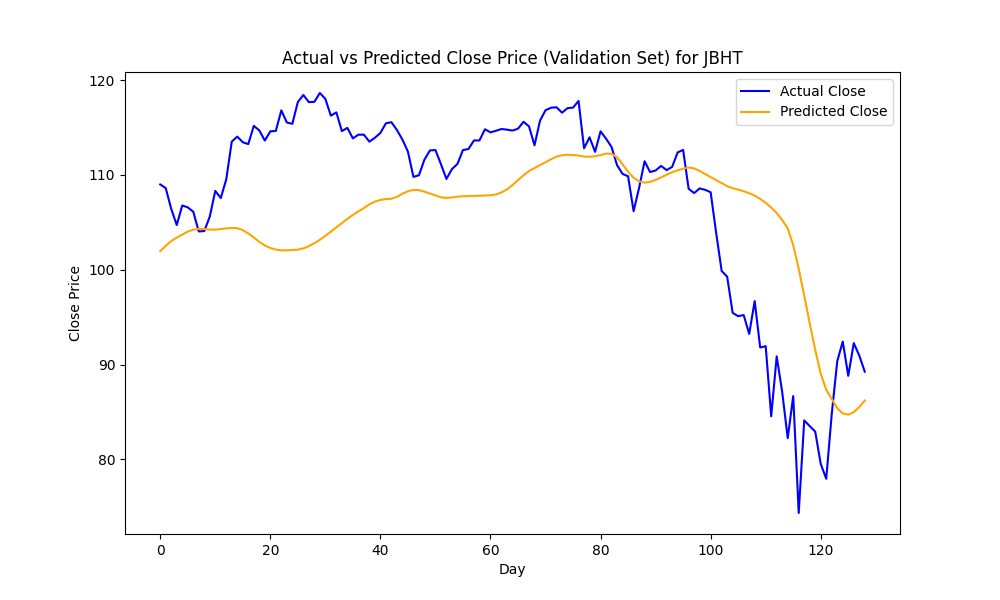 Actual vs Predicted Close Price (Validation Set) for JBHT
120
110
100
90
80
Close Price
Actual Close
Predicted Close
0 20 40 60 80 100 120
Day